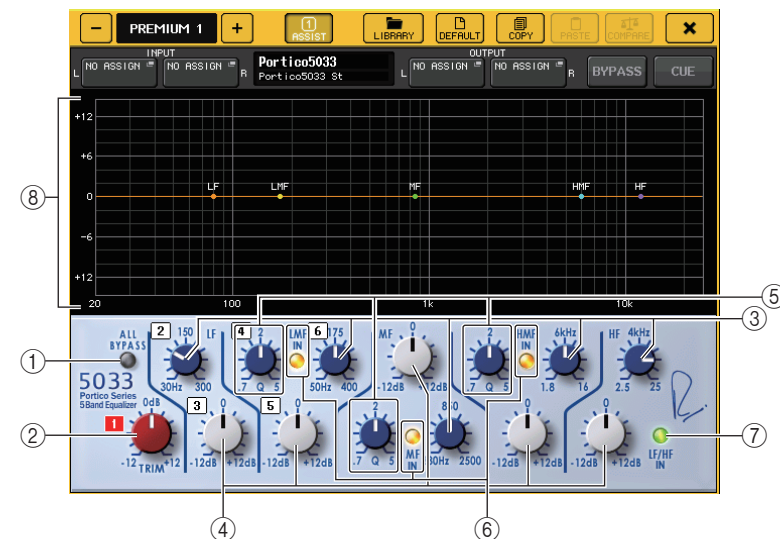 PREMIUM 1
1
ASSIST
LIBRARY
DEFAULT
COPY
PASTE
COMPARE
INPUT
L
NO ASSIGN
NO ASSIGN
R
Portico5033
Portico5033 St
OUTPUT
L
NO ASSIGN
NO ASSIGN
R
BYPASS
CUE
+12
+6
0
-6
-12
+12
LF
LMF
MF
HMF
HF
20
100
1k
10k
8
5
3
1
2
4
6
7
ALL
BYPASS
5033
Portico Series
5 Band Equalizer
2
150
LF
30Hz
300
4
2
.7
Q
5
LMF
IN
6
175
50Hz
400
MF
0
-12dB
+12dB
2
.7
Q
5
HMF
IN
6kHz
1.8
16
HF
4kHz
2.5
25
1
0dB
-12
+12
TRIM
3
0
-12dB
+12dB
5
0
-12dB
+12dB
2
.7
Q
5
MF
IN
850
2500
0
-12dB
+12dB
0
-12dB
+12dB
LF/HF
IN